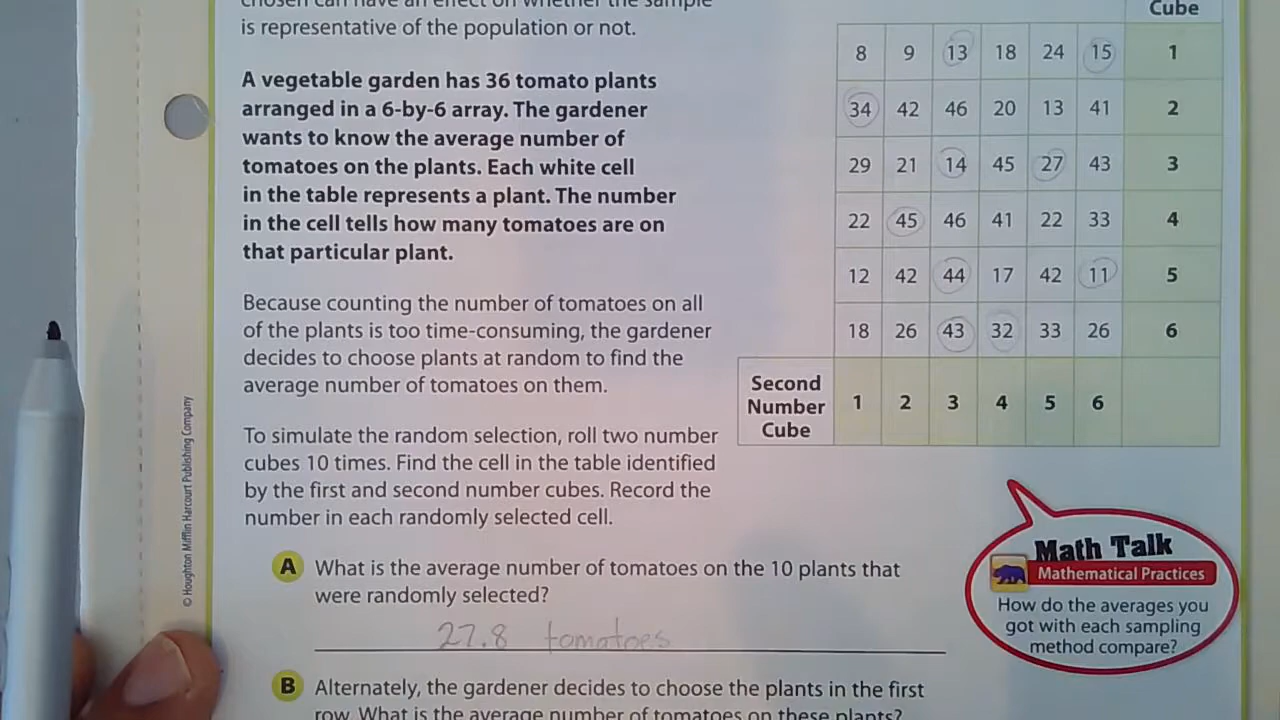 chosen can have an effect on whether the sample
is representative of the population or not.
A vegetable garden has 36 tomato plants
arranged in a 6-by-6 array. The gardener
wants to know the average number of
tomatoes on the plants. Each white cell
in the table represents a plant. The number
in the cell tells how many tomatoes are on
that particular plant.
Because counting the number of tomatoes on all
of the plants is too time-consuming, the gardener
decides to choose plants at random to find the
average number of tomatoes on them.
To simulate the random selection, roll two number
cubes 10 times. Find the cell in the table identified
by the first and second number cubes. Record the
number in each randomly selected cell.
Cube
8 9 13 18 24 15 1
34 42 46 20 13 41 2
29 21 14 45 27 43 3
22 45 46 41 22 33 4
12 42 44 17 42 11 5
18 26 43 32 33 26 6
Second
Number
Cube
1 2 3 4 5 6
A What is the average number of tomatoes on the 10 plants that
were randomly selected?
27.8 tomatoes
B Alternately, the gardener decides to choose the plants in the first
row. What is the average number of tomatoes on these plants?
Math Talk
Mathematical Practices
How do the averages you
got with each sampling
method compare?
© Houghton Mifflin Harcourt Publishing Company